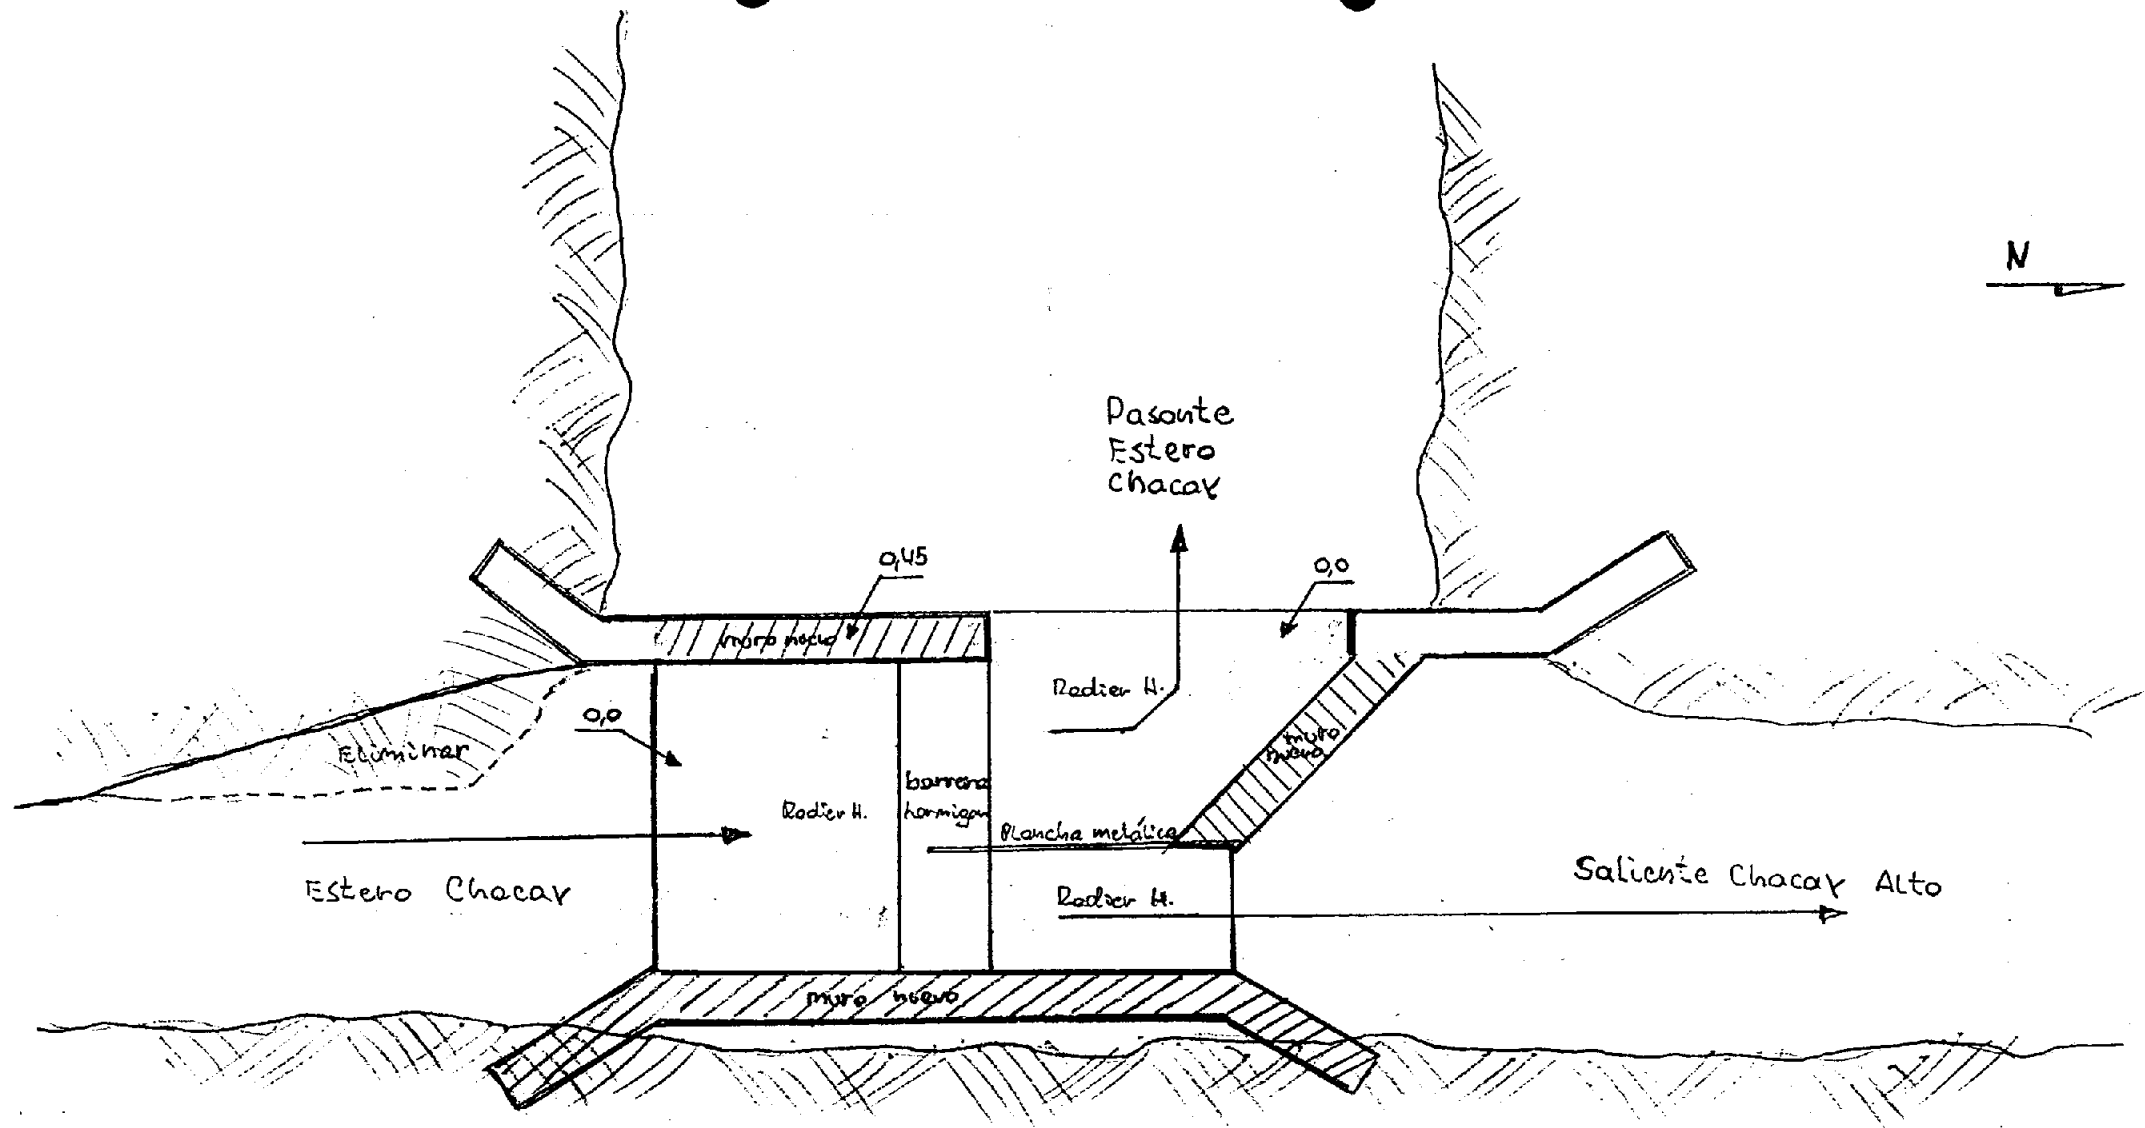 N
Pasante
Estero
Chacay
0,45
0,0
muro nuevo
Radier H.
0,0
Eliminar
muro
nuevo
barrera
hormigon
Radier H.
Plancha metálica
Estero Chacay
Radier H.
Saliente Chacay Alto
muro nuevo